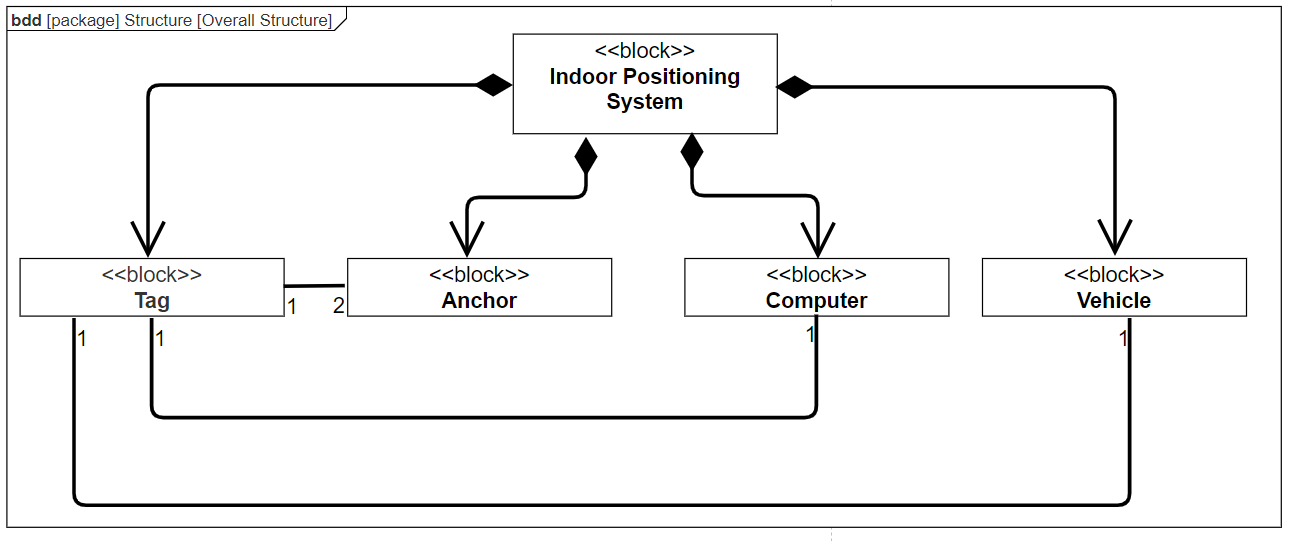 bdd [package] Structure [Overall Structure]
<<block>>
Indoor Positioning
System
<<block>>
Tag
<<block>>
Anchor
<<block>>
Computer
<<block>>
Vehicle
1
2
1
1
1
1